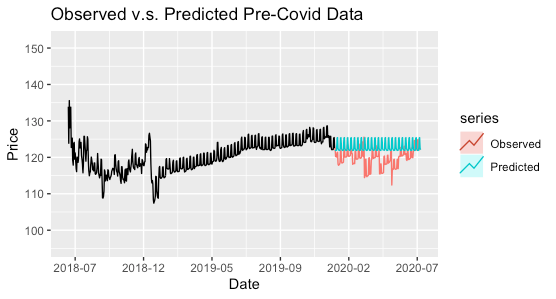 Observed v.s. Predicted Pre-Covid Data
150
140
130
120
110
100
Price
2018-07 2018-12 2019-05 2019-09 2020-02 2020-07
Date
series
Observed
Predicted